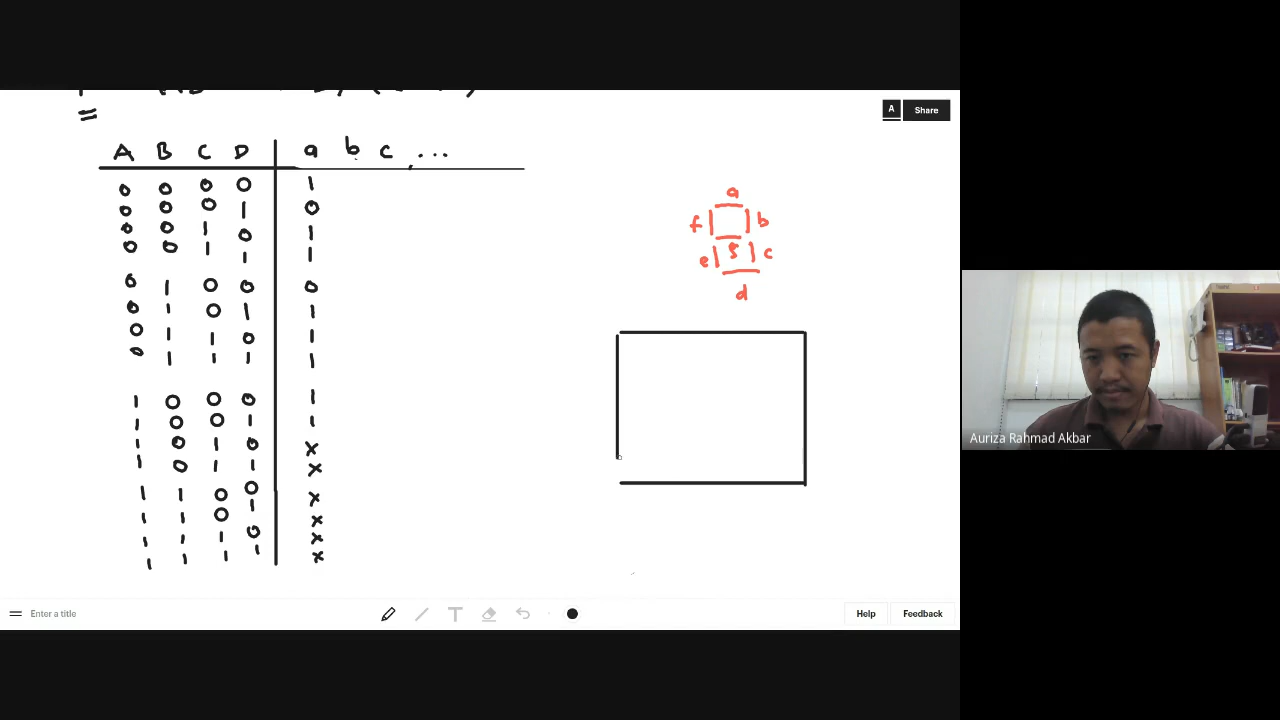 =
A Share
A B C D a b c , ...
0 0 0 0 1
0 0 0 1 0
0 0 1 0 1
0 0 1 1 1
0 1 0 0 0
0 1 0 1 1
0 1 1 0 1
0 1 1 1 1
1 0 0 0 1
1 0 0 1 1
1 0 1 0 x
1 0 1 1 x
1 1 0 0 x
1 1 0 1 x
1 1 1 0 x
1 1 1 1 x
a
f b
e g c
d
Auriza Rahmad Akbar
Enter a title
T
Help Feedback